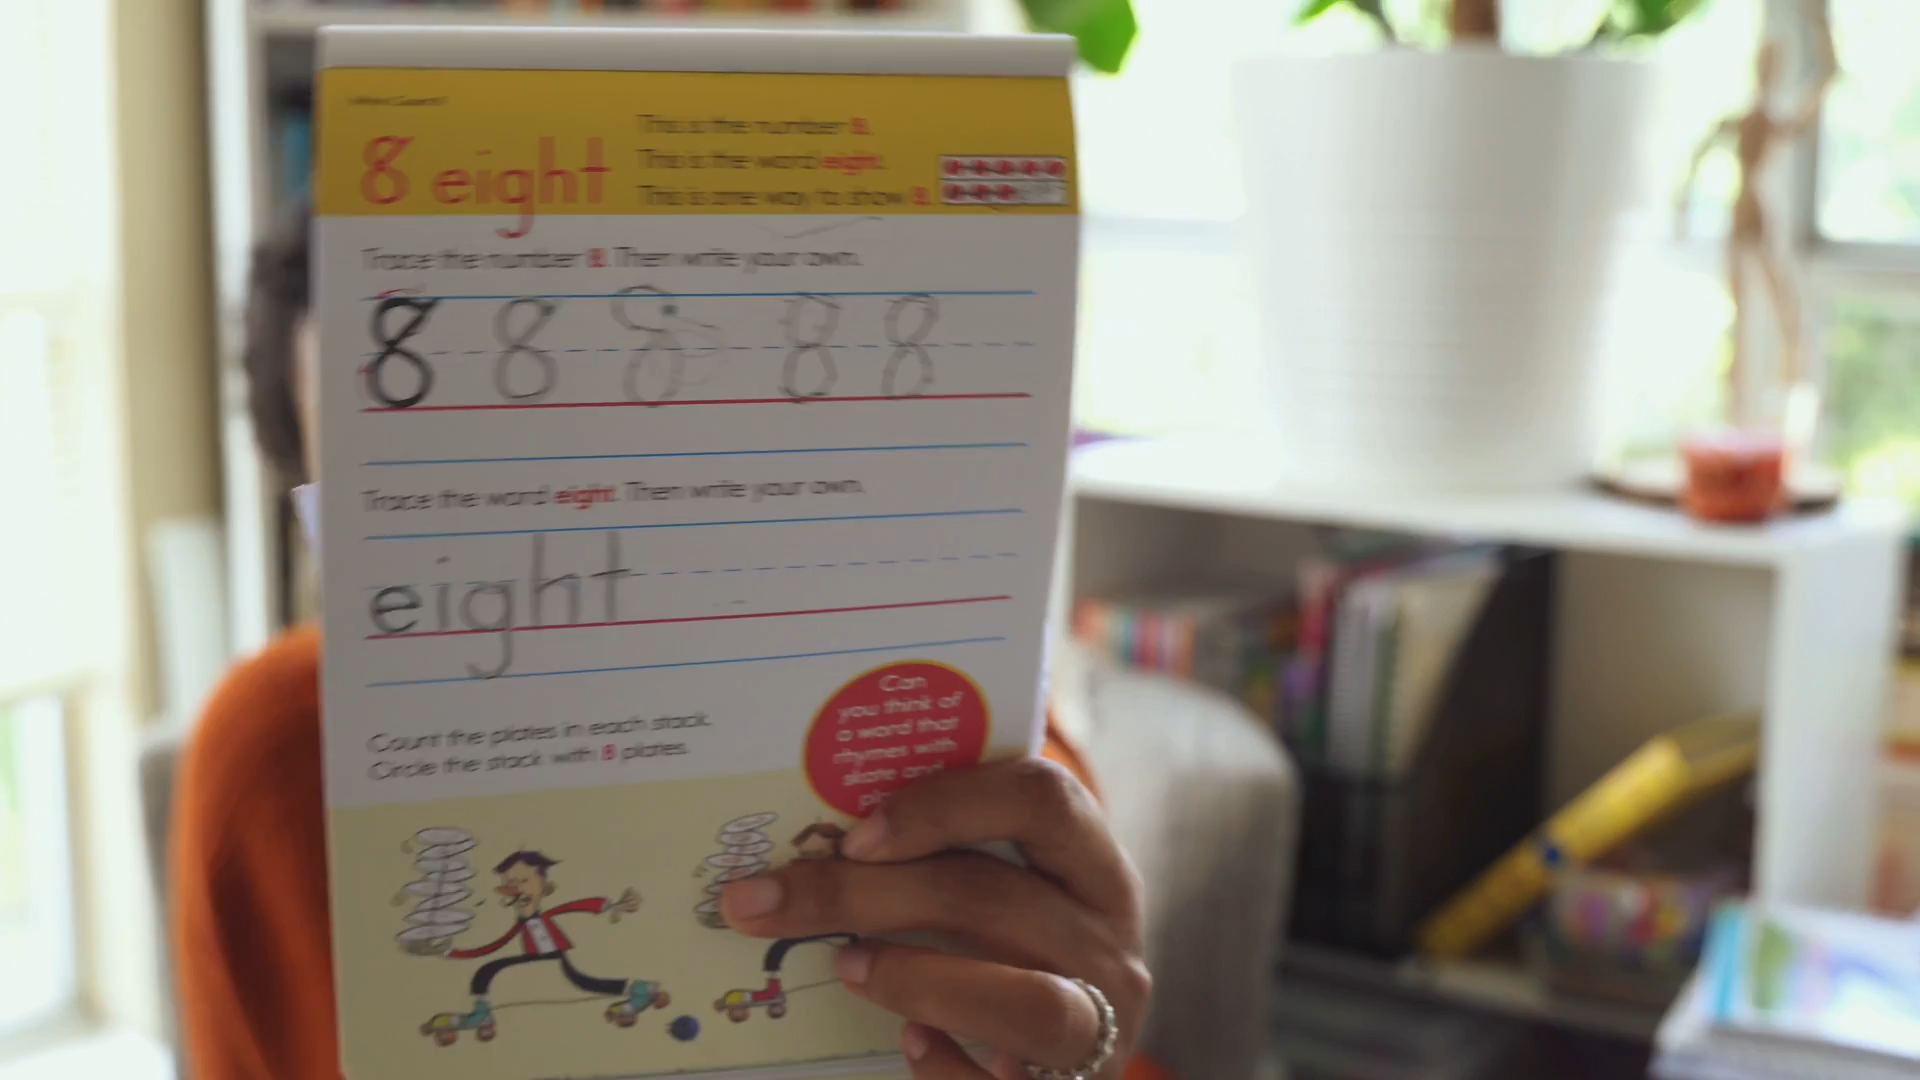 8 eight
This is the number 8.
This is the word eight.
This is one way to show 8.
Trace the number 8. Then write your own.
8 8 8 8 8
Trace the word eight. Then write your own.
eight
Can
you think of
a word that
rhymes with
skate and
Count the plates in each stack.
Circle the stack with 8 plates.